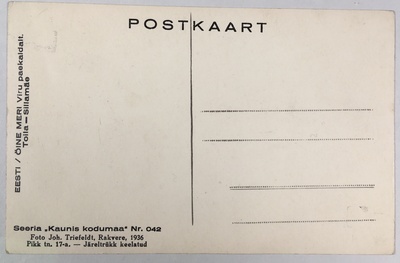 POSTKAART
EESTI / ÕINE MERI Viru paekaldalt.
Toila — Sillamäe
Seeria „Kaunis kodumaa“ Nr. 042
Foto Joh. Triefeldt, Rakvere, 1936
Pikk tn. 17-a. — Järeltrükk keelatud